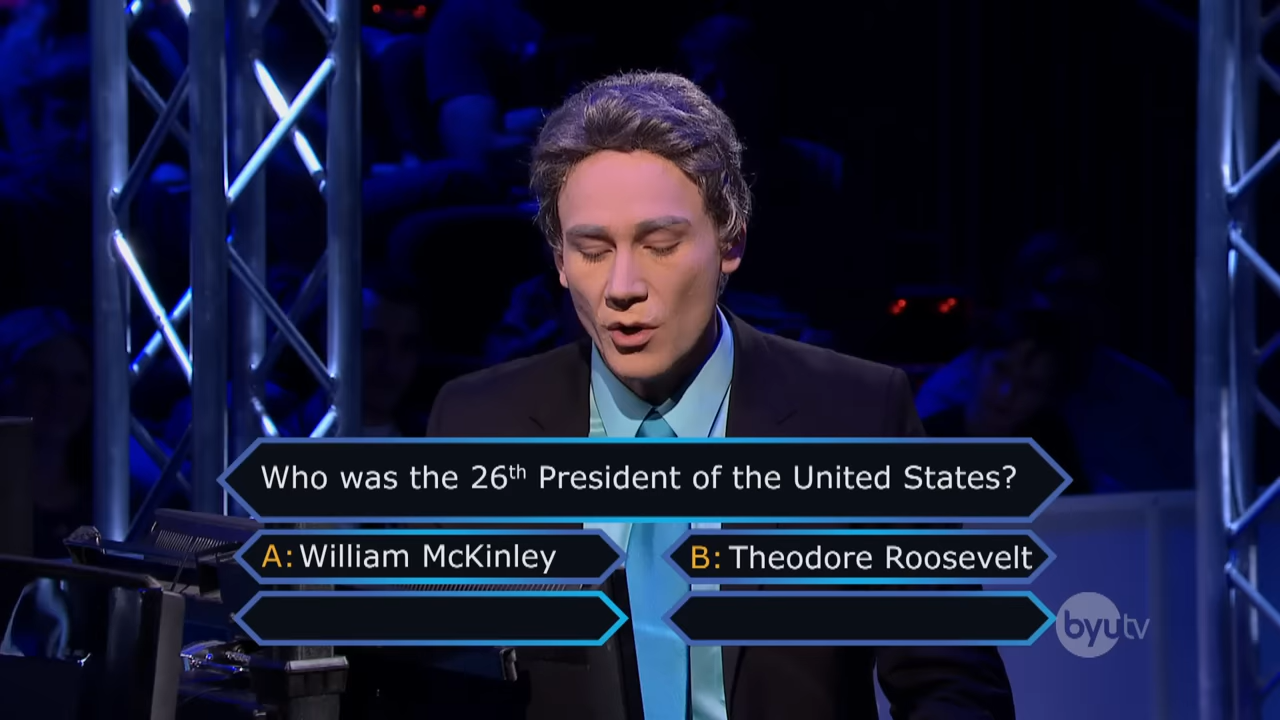 Who was the 26th President of the United States?
A: William McKinley
B: Theodore Roosevelt
byutv